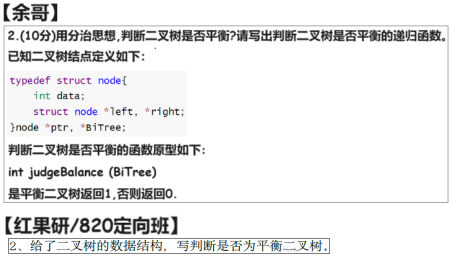 【余哥】
2.(10分)用分治思想,判断二叉树是否平衡?请写出判断二叉树是否平衡的递归函数。
已知二叉树结点定义如下:
typedef struct node{
int data;
struct node *left, *right;
}node *ptr, *BiTree;
判断二叉树是否平衡的函数原型如下:
int judgeBalance (BiTree)
是平衡二叉树返回1,否则返回0.
【红果研/820定向班】
2、给了二叉树的数据结构，写判断是否为平衡二叉树。